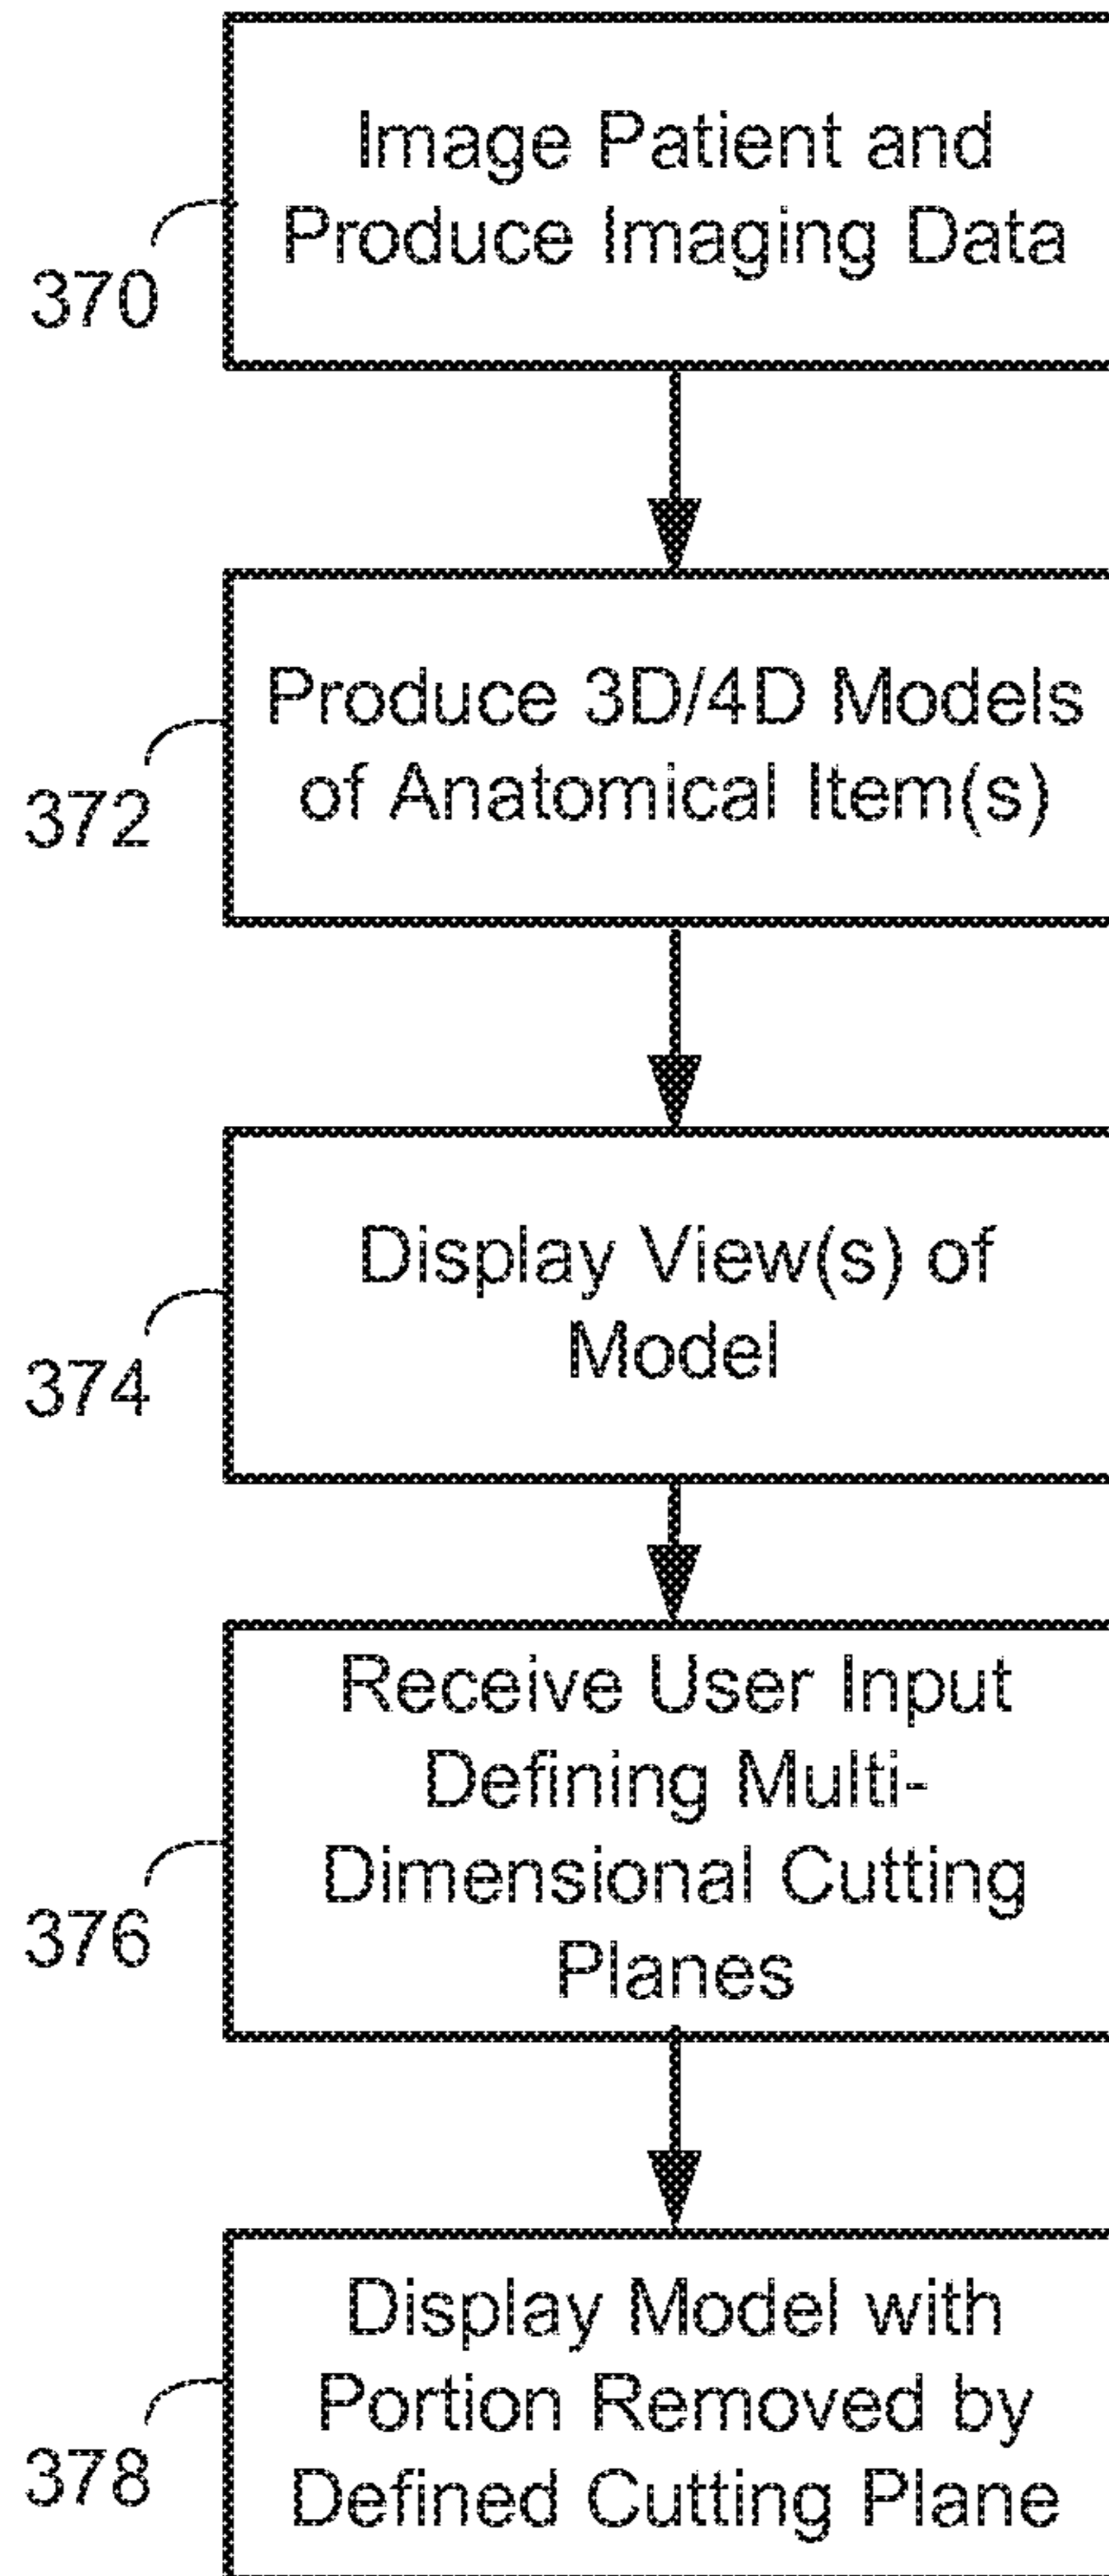 Image Patient and
Produce Imaging Data
370
Produce 3D/4D Models
of Anatomical Item(s)
372
Display View(s) of
Model
374
Receive User Input
Defining Multi-
Dimensional Cutting
Planes
376
Display Model with
Portion Removed by
Defined Cutting Plane
378